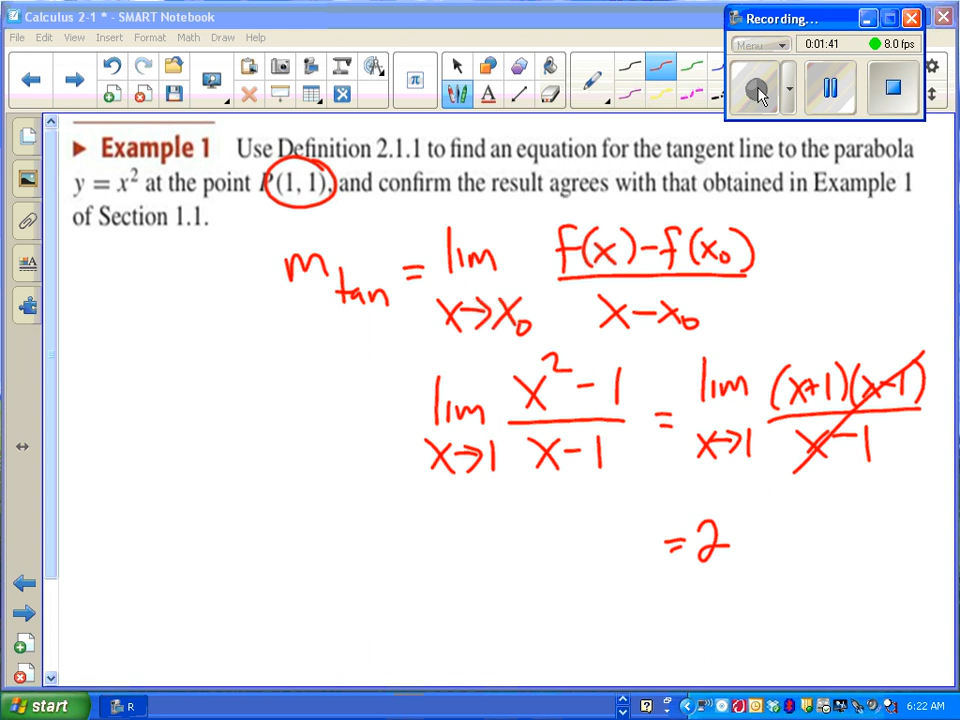 Calculus 2-1 * - SMART Notebook
Recording...
File Edit View Insert Format Math Draw Help
Menu 0:01:41 8.0 fps
π
A
Example 1 Use Definition 2.1.1 to find an equation for the tangent line to the parabola
y = x² at the point P(1, 1), and confirm the result agrees with that obtained in Example 1
of Section 1.1.
m_tan = lim x→x₀ (f(x)-f(x₀))/(x-x₀)
lim x→1 (x²-1)/(x-1) = lim x→1 ((x+1)(x-1))/(x-1)
= 2
start R 6:22 AM